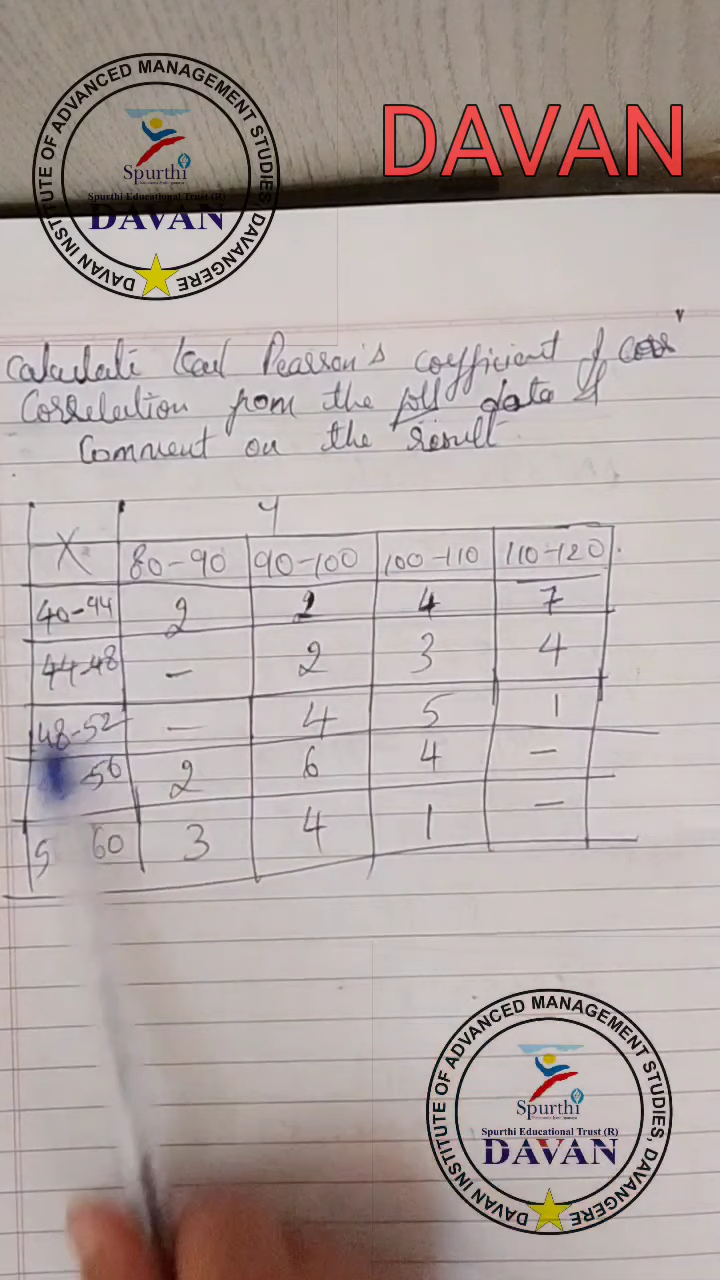 DAVAN INSTITUTE OF ADVANCED MANAGEMENT STUDIES, DAVANGERE
Spurthi
Spurthi Educational Trust (R)
DAVAN
DAVAN
Calculate Karl Pearson's coefficient of
Correlation from the foll data &
Comment on the result.
Y
X 80-90 90-100 100-110 110-120
40-44 2 2 4 7
44-48 - 2 3 4
48-52 - 4 5 1
56 2 6 4 -
5 60 3 4 1 -
DAVAN INSTITUTE OF ADVANCED MANAGEMENT STUDIES, DAVANGERE
Spurthi
Spurthi Educational Trust (R)
DAVAN